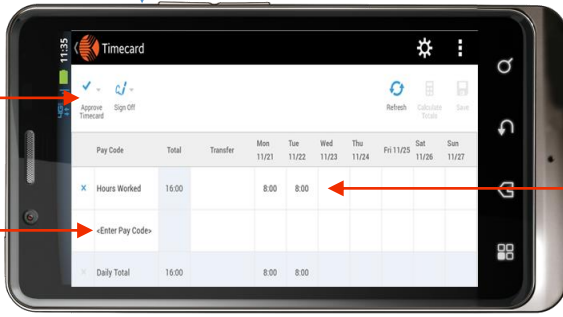 11:35
4G
Timecard
Approve Timecard
Sign Off
Refresh
Calculate Totals
Save
Pay Code Total Transfer Mon 11/21 Tue 11/22 Wed 11/23 Thu 11/24 Fri 11/25 Sat 11/26 Sun 11/27
x Hours Worked 16:00 8:00 8:00
<Enter Pay Code>
Daily Total 16:00 8:00 8:00